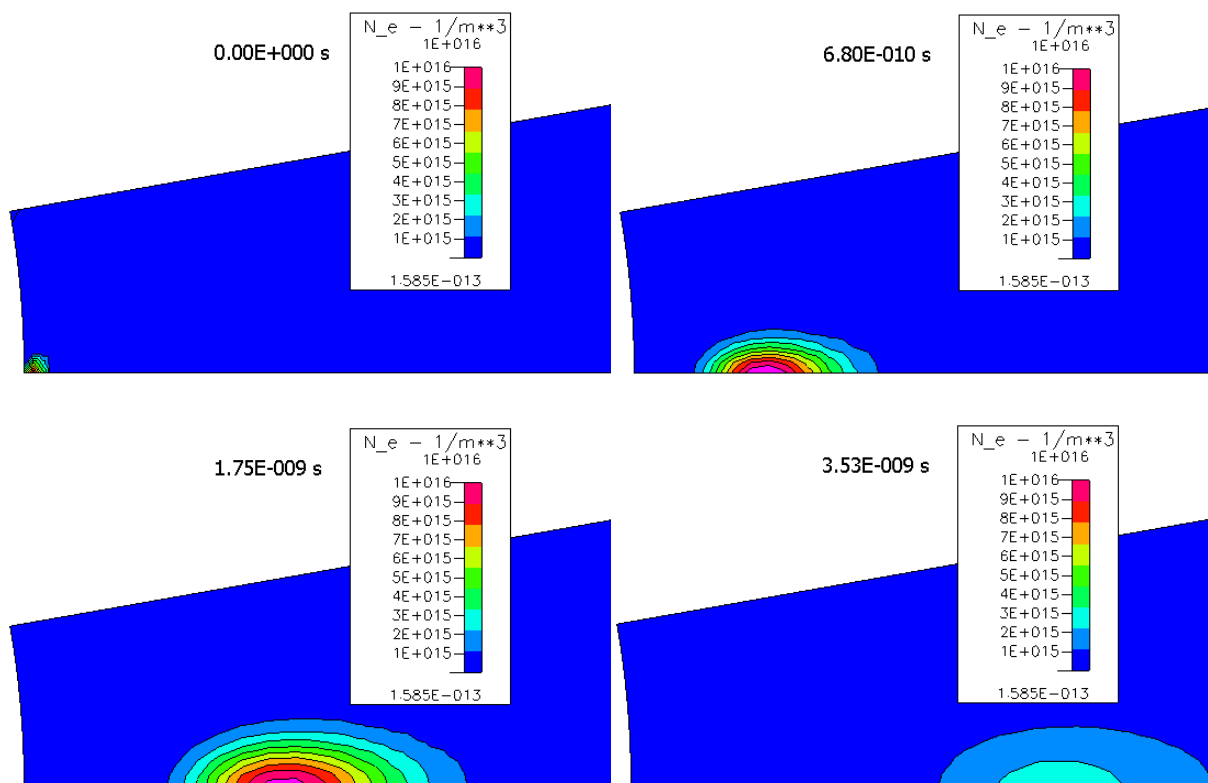 0.00E+000 s
N_e - 1/m**3
1E+016
1E+016
9E+015
8E+015
7E+015
6E+015
5E+015
4E+015
3E+015
2E+015
1E+015
1.585E-013
6.80E-010 s
N_e - 1/m**3
1E+016
1E+016
9E+015
8E+015
7E+015
6E+015
5E+015
4E+015
3E+015
2E+015
1E+015
1.585E-013
1.75E-009 s
N_e - 1/m**3
1E+016
1E+016
9E+015
8E+015
7E+015
6E+015
5E+015
4E+015
3E+015
2E+015
1E+015
1.585E-013
3.53E-009 s
N_e - 1/m**3
1E+016
1E+016
9E+015
8E+015
7E+015
6E+015
5E+015
4E+015
3E+015
2E+015
1E+015
1.585E-013